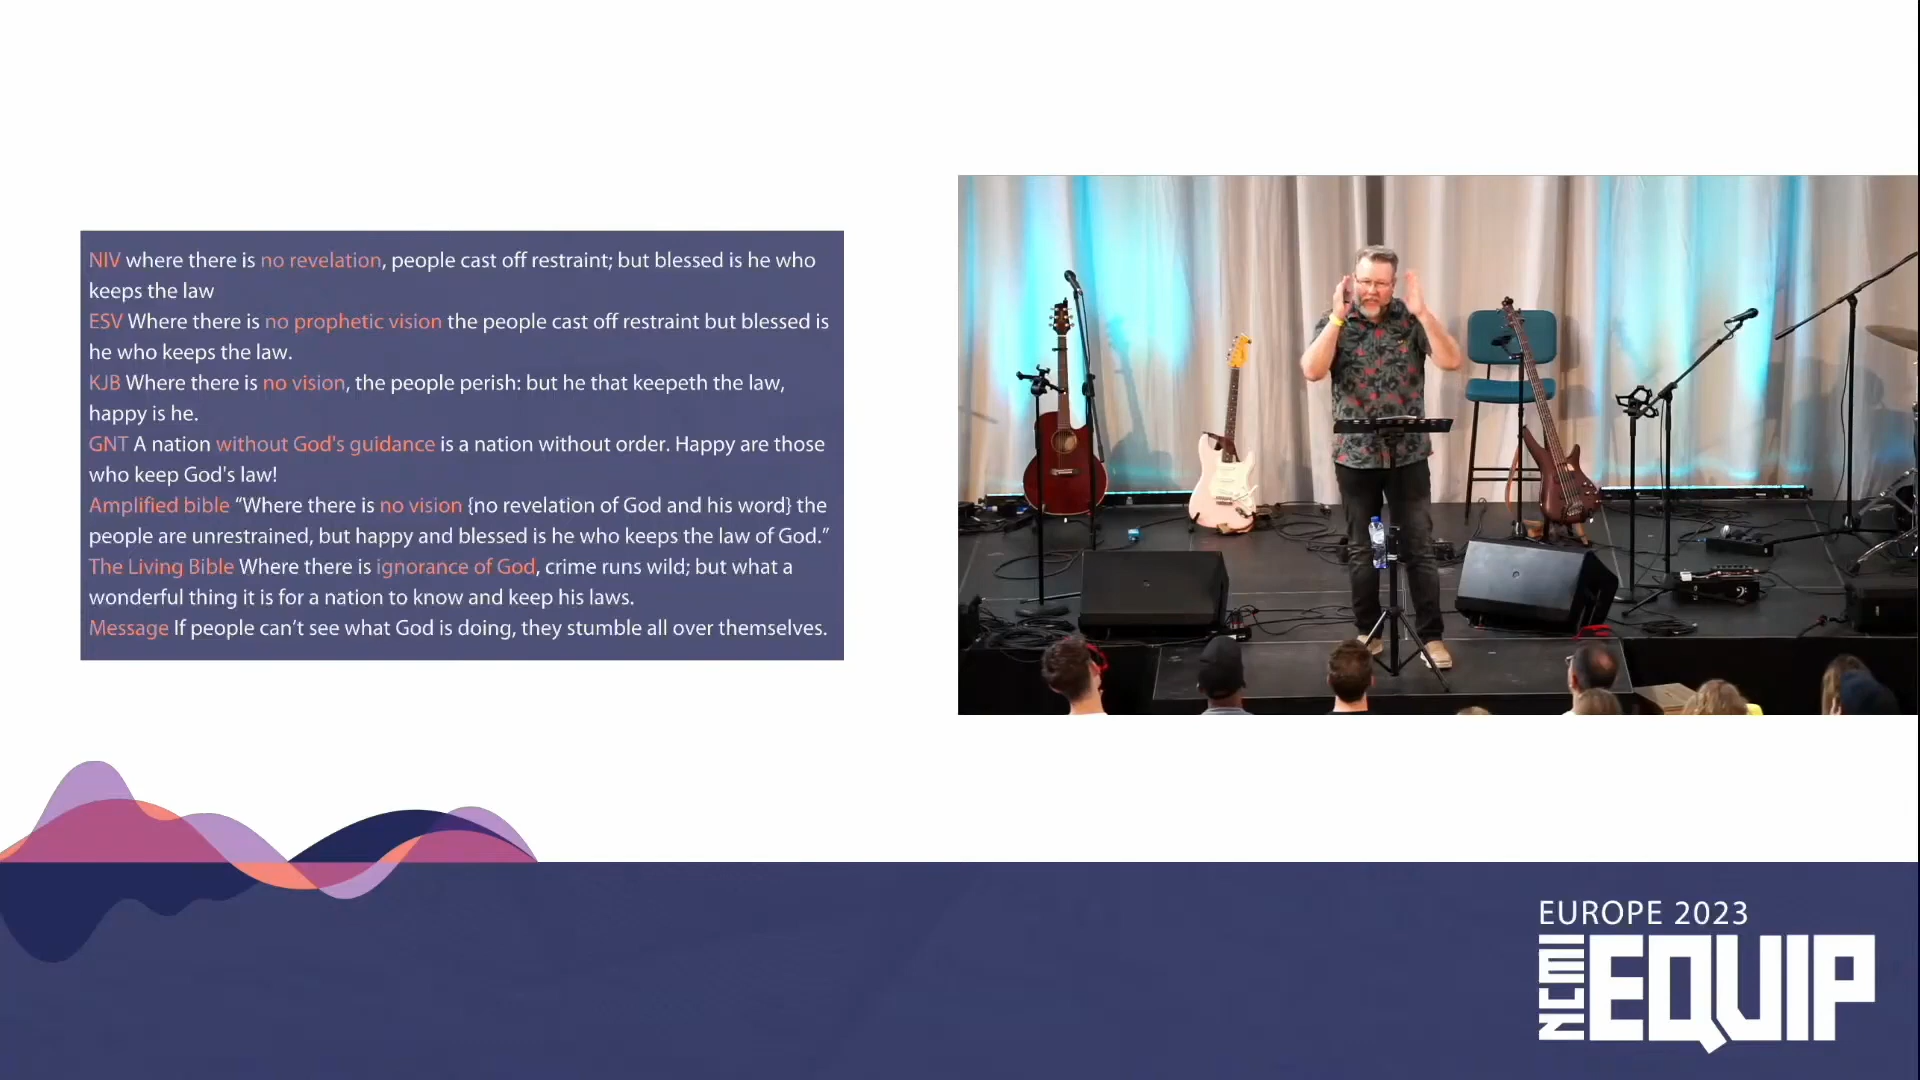 NIV where there is no revelation, people cast off restraint; but blessed is he who
keeps the law
ESV Where there is no prophetic vision the people cast off restraint but blessed is
he who keeps the law.
KJB Where there is no vision, the people perish: but he that keepeth the law,
happy is he.
GNT A nation without God's guidance is a nation without order. Happy are those
who keep God's law!
Amplified bible “Where there is no vision {no revelation of God and his word} the
people are unrestrained, but happy and blessed is he who keeps the law of God.”
The Living Bible Where there is ignorance of God, crime runs wild; but what a
wonderful thing it is for a nation to know and keep his laws.
Message If people can’t see what God is doing, they stumble all over themselves.
EUROPE 2023
NCMI
EQUIP